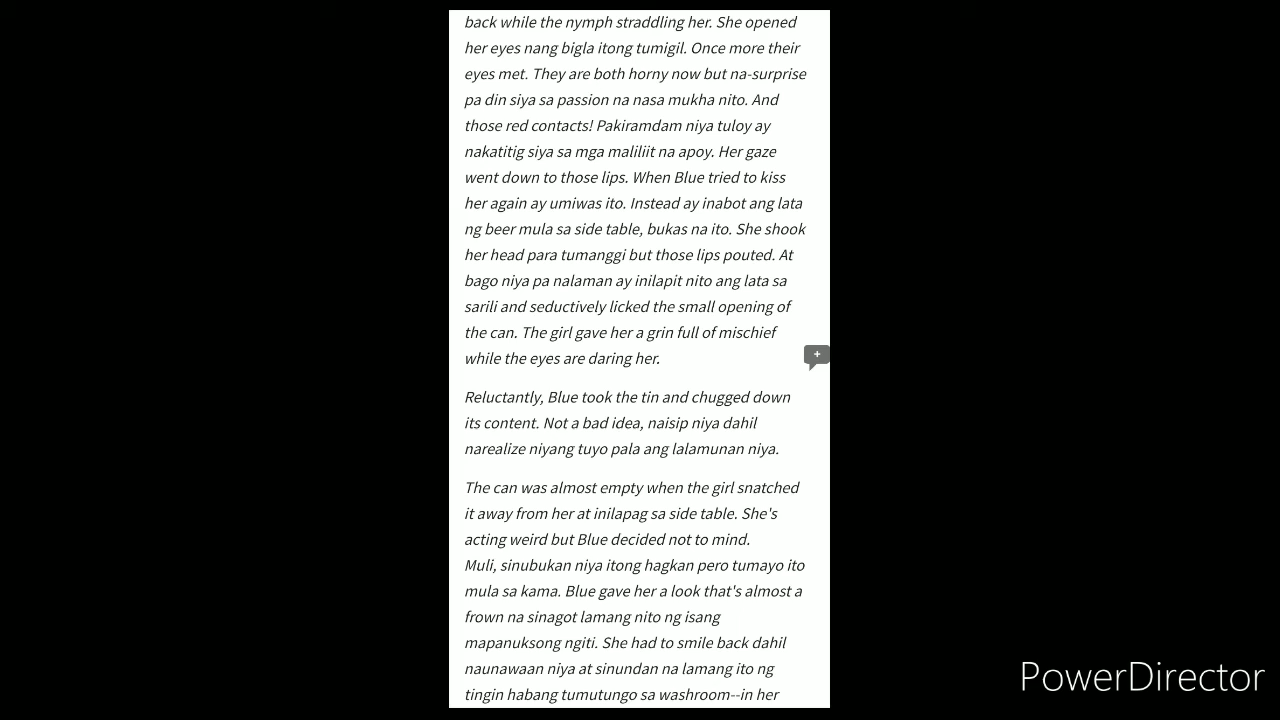 back while the nymph straddling her. She opened
her eyes nang bigla itong tumigil. Once more their
eyes met. They are both horny now but na-surprise
pa din siya sa passion na nasa mukha nito. And
those red contacts! Pakiramdam niya tuloy ay
nakatitig siya sa mga maliliit na apoy. Her gaze
went down to those lips. When Blue tried to kiss
her again ay umiwas ito. Instead ay inabot ang lata
ng beer mula sa side table, bukas na ito. She shook
her head para tumanggi but those lips pouted. At
bago niya pa nalaman ay inilapit nito ang lata sa
sarili and seductively licked the small opening of
the can. The girl gave her a grin full of mischief
while the eyes are daring her.
+
Reluctantly, Blue took the tin and chugged down
its content. Not a bad idea, naisip niya dahil
narealize niyang tuyo pala ang lalamunan niya.
The can was almost empty when the girl snatched
it away from her at inilapag sa side table. She's
acting weird but Blue decided not to mind.
Muli, sinubukan niya itong hagkan pero tumayo ito
mula sa kama. Blue gave her a look that's almost a
frown na sinagot lamang nito ng isang
mapanuksong ngiti. She had to smile back dahil
naunawaan niya at sinundan na lamang ito ng
tingin habang tumutungo sa washroom--in her
PowerDirector